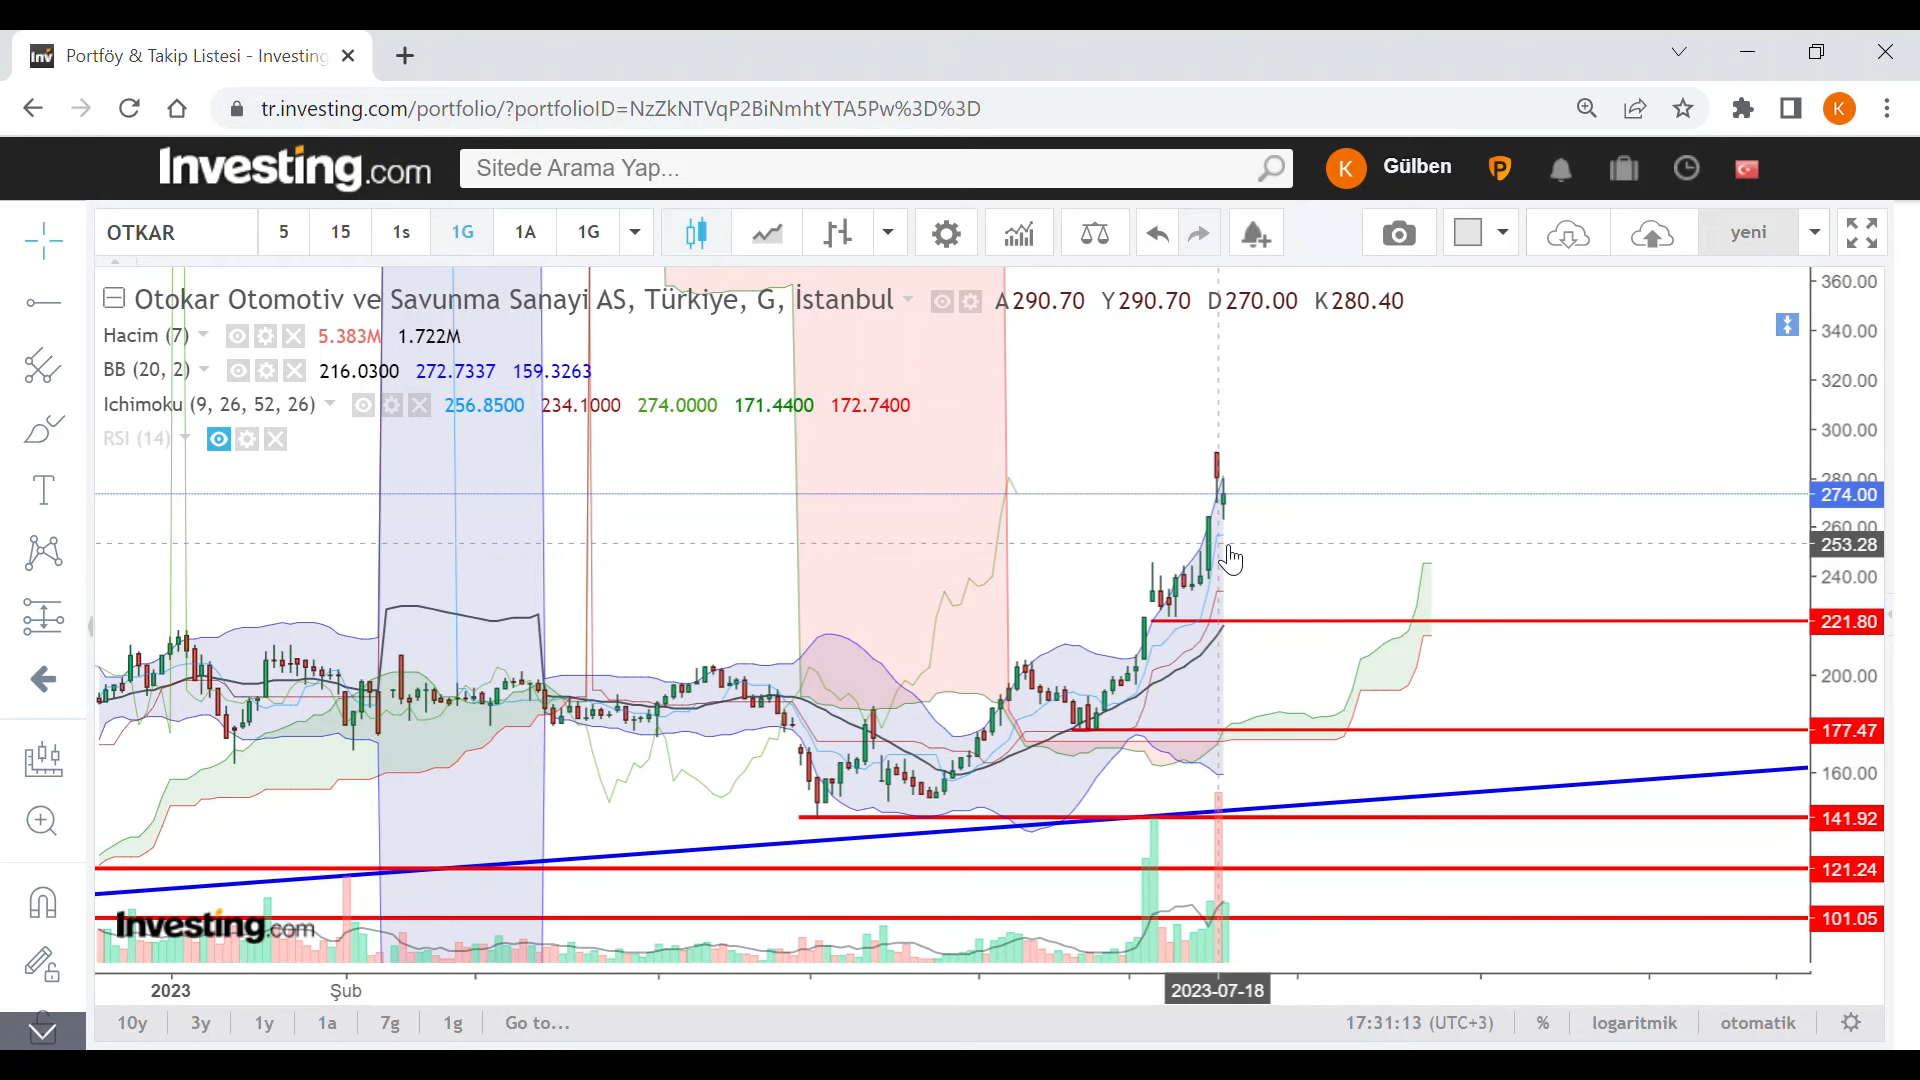 Portföy & Takip Listesi - Investing
tr.investing.com/portfolio/?portfolioID=NzZkNTVqP2BiNmhtYTA5Pw%3D%3D
K
Investing.com
Sitede Arama Yap...
K Gülben
OTKAR 5 15 1s 1G 1A 1G yeni
Otokar Otomotiv ve Savunma Sanayi AS, Türkiye, G, İstanbul A290.70 Y290.70 D270.00 K280.40
Hacim (7) 5.383M 1.722M
BB (20, 2) 216.0300 272.7337 159.3263
Ichimoku (9, 26, 52, 26) 256.8500 234.1000 274.0000 171.4400 172.7400
RSI (14)
360.00
340.00
320.00
300.00
280.00
274.00
260.00
253.28
240.00
221.80
200.00
177.47
160.00
141.92
121.24
101.05
Investing.com
2023 Şub 2023-07-18
10y 3y 1y 1a 7g 1g Go to... 17:31:13 (UTC+3) % logaritmik otomatik